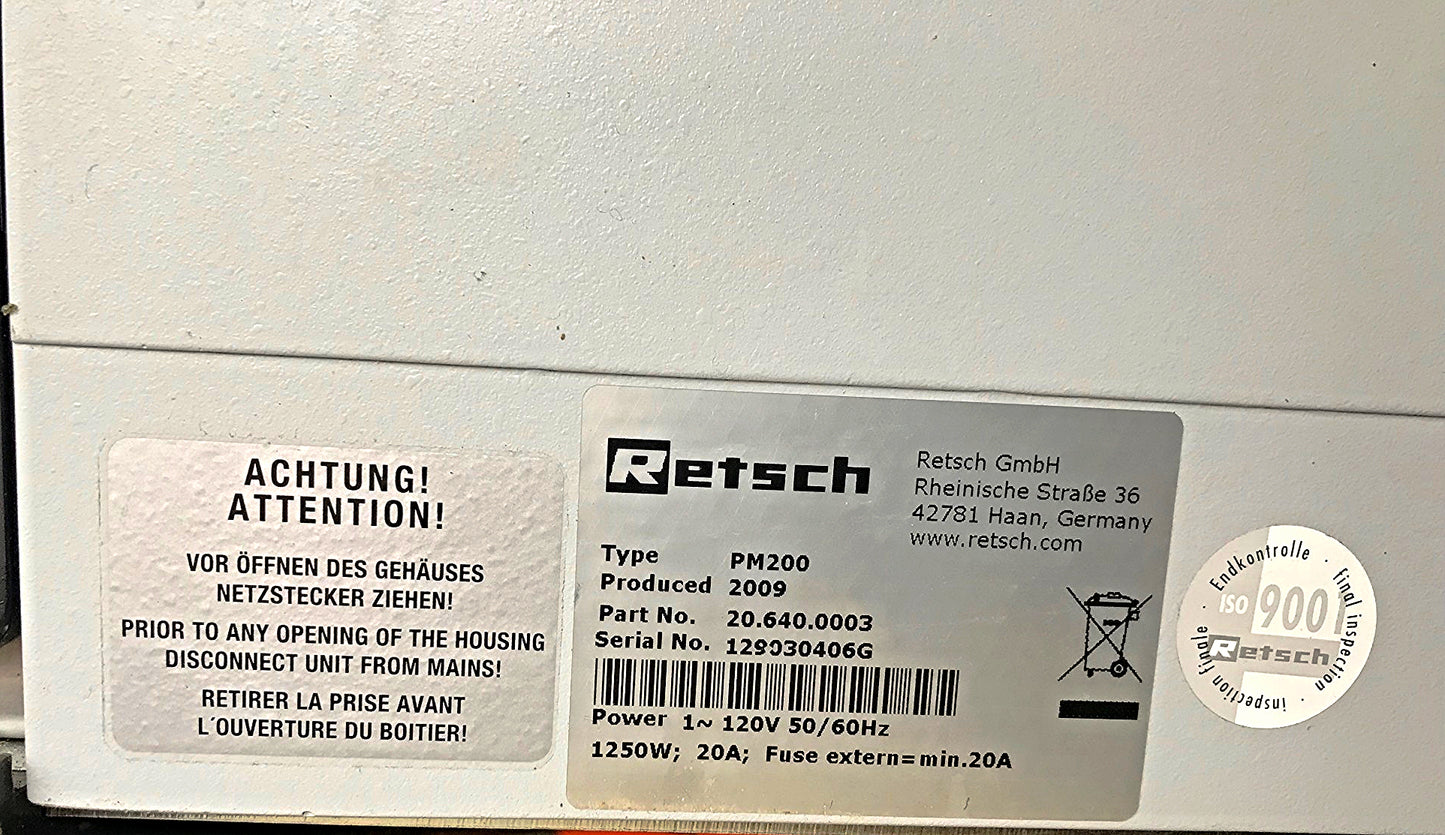 ACHTUNG!
ATTENTION!
VOR ÖFFNEN DES GEHÄUSES
NETZSTECKER ZIEHEN!
PRIOR TO ANY OPENING OF THE HOUSING
DISCONNECT UNIT FROM MAINS!
RETIRER LA PRISE AVANT
L´OUVERTURE DU BOITIER!
Retsch
Retsch GmbH
Rheinische Straße 36
42781 Haan, Germany
www.retsch.com
Type PM200
Produced 2009
Part No. 20.640.0003
Serial No. 129030406G
Power 1~ 120V 50/60Hz
1250W; 20A; Fuse extern=min.20A
Endkontrolle · final inspection · inspection finale ·
ISO 9001
Retsch